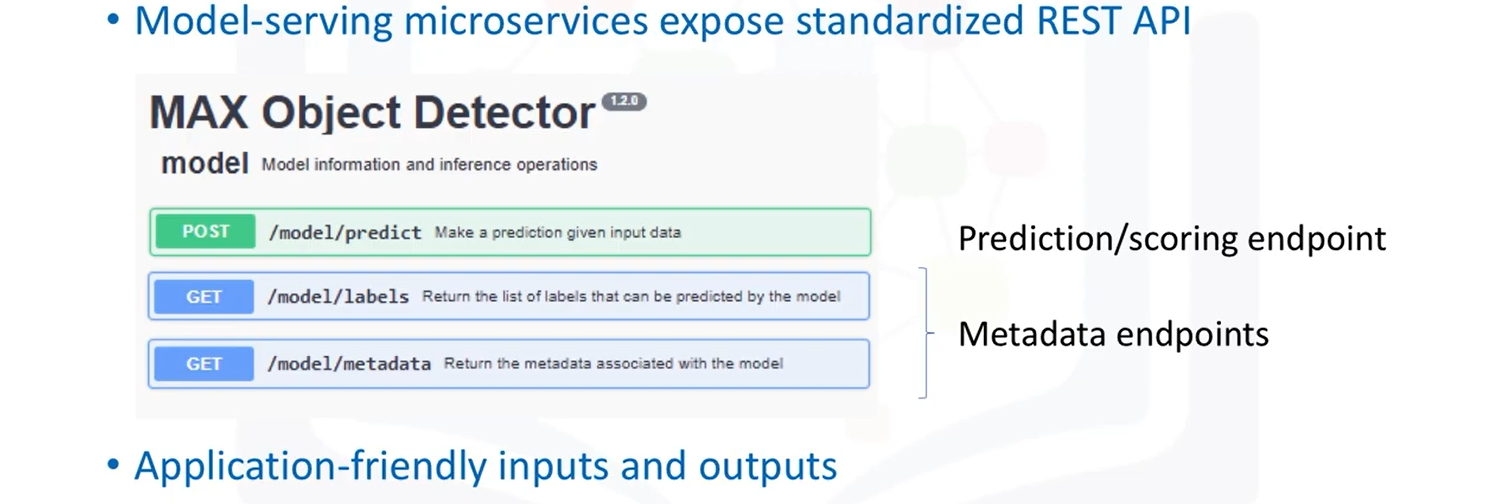 • Model-serving microservices expose standardized REST API
MAX Object Detector 1.2.0
model Model information and inference operations
POST /model/predict Make a prediction given input data
Prediction/scoring endpoint
GET /model/labels Return the list of labels that can be predicted by the model
Metadata endpoints
GET /model/metadata Return the metadata associated with the model
• Application-friendly inputs and outputs